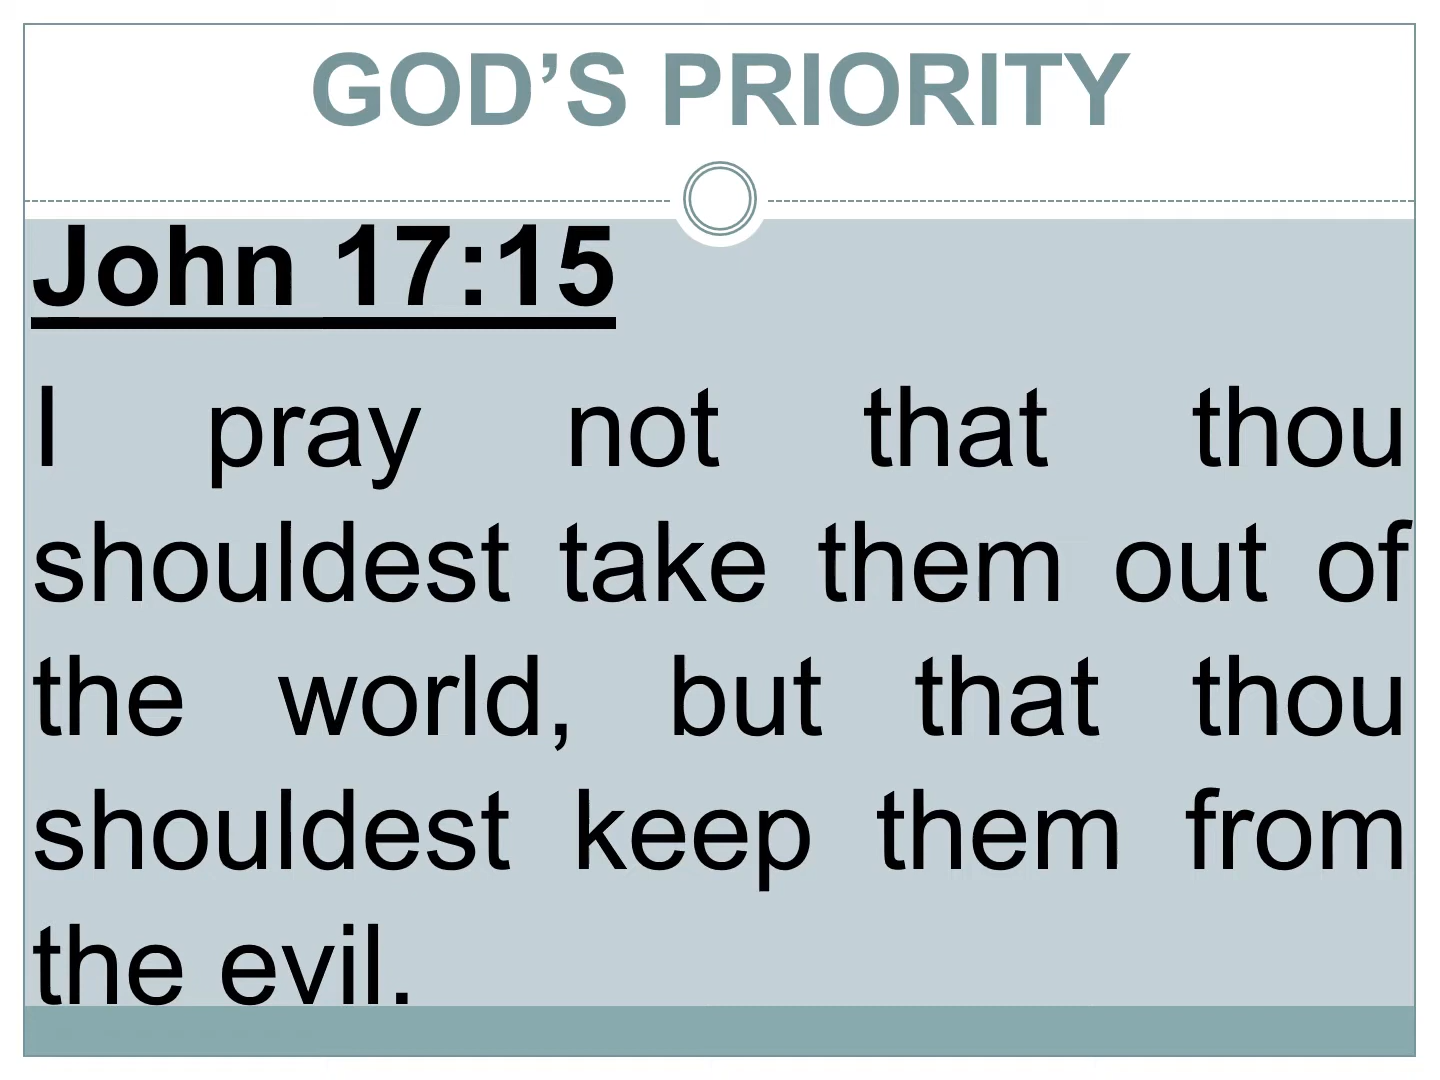 GOD’S PRIORITY
John 17:15
I pray not that thou
shouldest take them out of
the world, but that thou
shouldest keep them from
the evil.